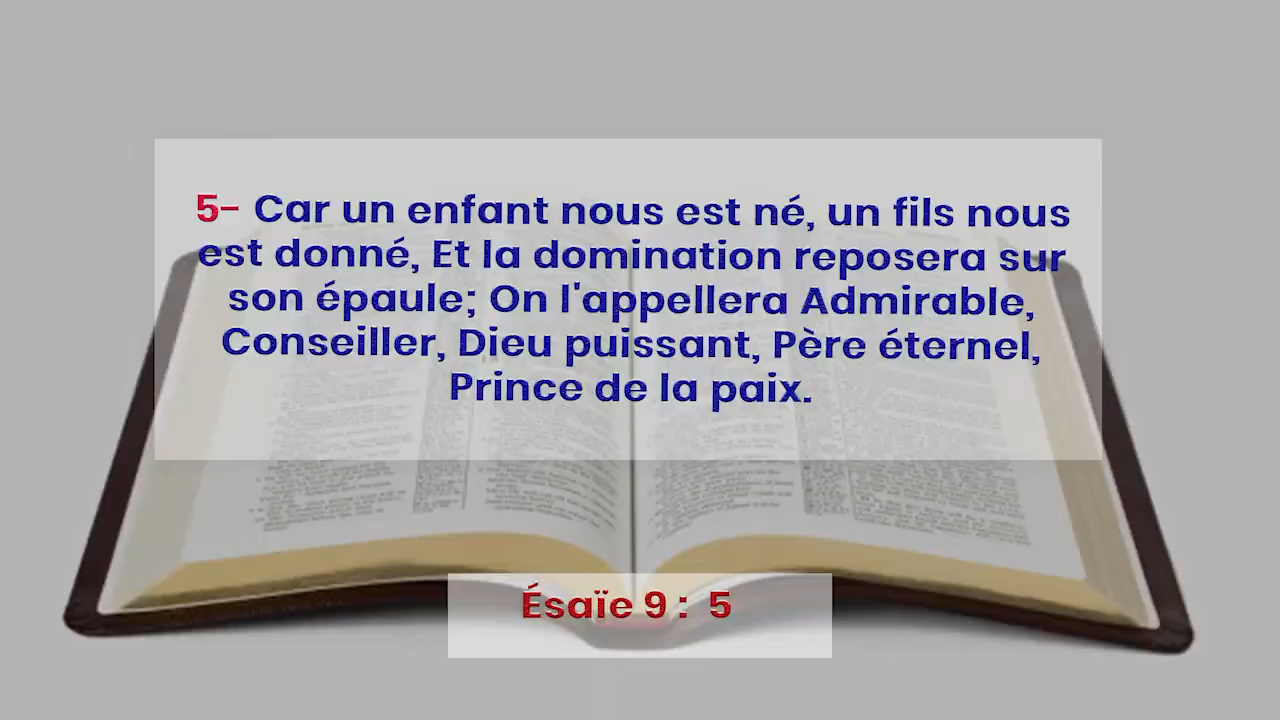 5- Car un enfant nous est né, un fils nous
est donné, Et la domination reposera sur
son épaule; On l'appellera Admirable,
Conseiller, Dieu puissant, Père éternel,
Prince de la paix.
Ésaïe 9 : 5